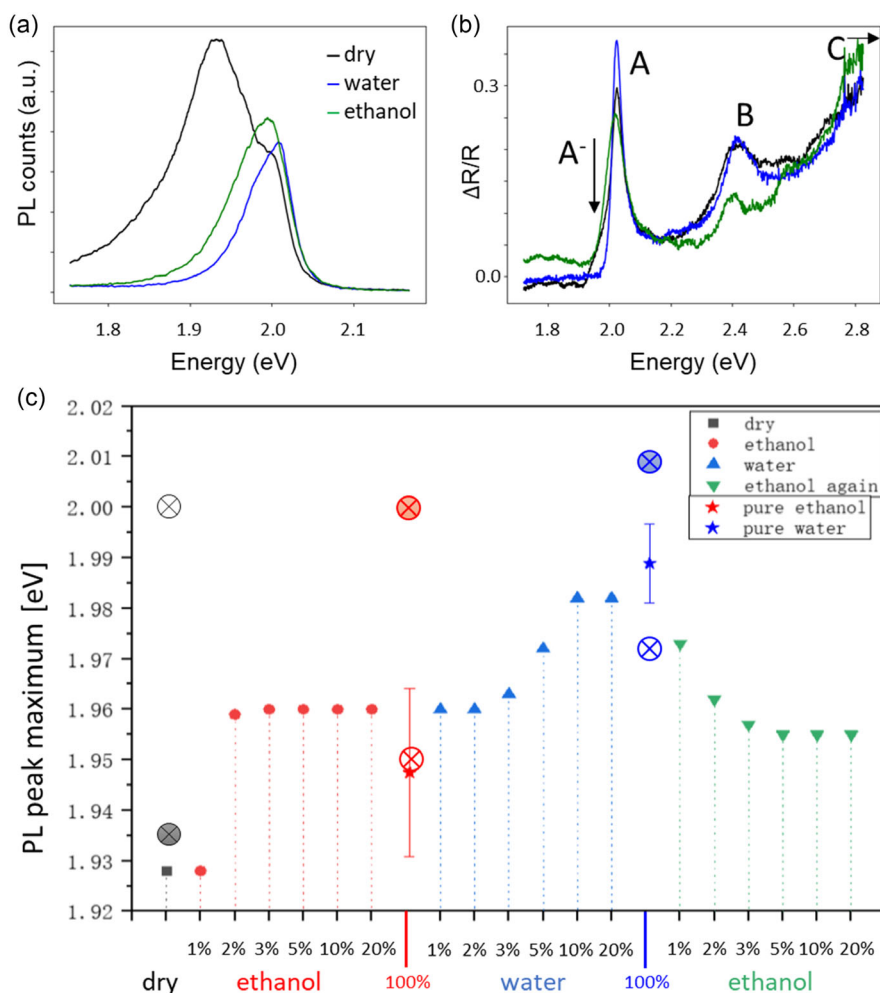 (a)
PL counts (a.u.)
dry
water
ethanol
1.8 1.9 2.0 2.1
Energy (eV)
(b)
ΔR/R
0.3
0.0
A⁻
A
B
C
1.8 2.0 2.2 2.4 2.6 2.8
Energy (eV)
(c)
PL peak maximum [eV]
2.02
2.01
2.00
1.99
1.98
1.97
1.96
1.95
1.94
1.93
1.92
dry
ethanol
water
ethanol again
pure ethanol
pure water
1% 2% 3% 5% 10% 20% 100% 1% 2% 3% 5% 10% 20% 100% 1% 2% 3% 5% 10% 20%
dry ethanol water ethanol